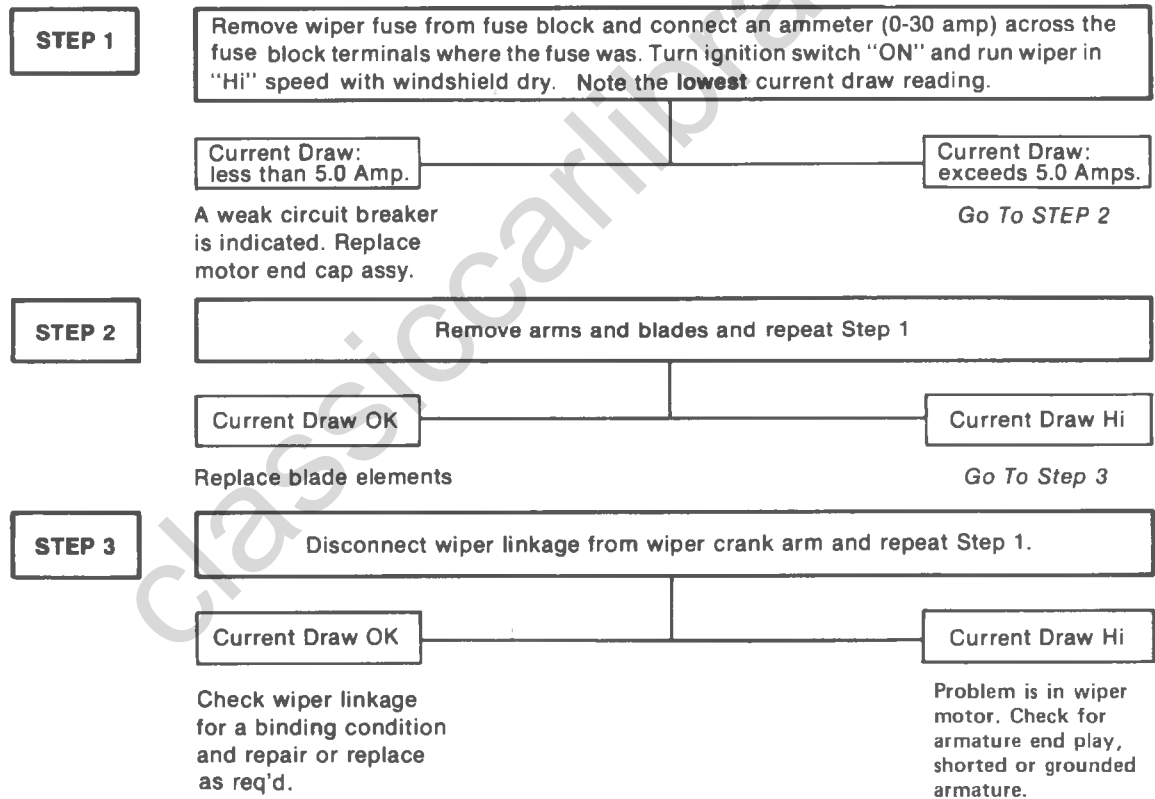 STEP 1
Remove wiper fuse from fuse block and connect an ammeter (0-30 amp) across the
fuse block terminals where the fuse was. Turn ignition switch “ON” and run wiper in
“Hi” speed with windshield dry. Note the lowest current draw reading.
Current Draw:
less than 5.0 Amp.
Current Draw:
exceeds 5.0 Amps.
A weak circuit breaker
is indicated. Replace
motor end cap assy.
Go To STEP 2
STEP 2
Remove arms and blades and repeat Step 1
Current Draw OK
Current Draw Hi
Replace blade elements
Go To Step 3
STEP 3
Disconnect wiper linkage from wiper crank arm and repeat Step 1.
Current Draw OK
Current Draw Hi
Check wiper linkage
for a binding condition
and repair or replace
as req'd.
Problem is in wiper
motor. Check for
armature end play,
shorted or grounded
armature.
classiccarlibra